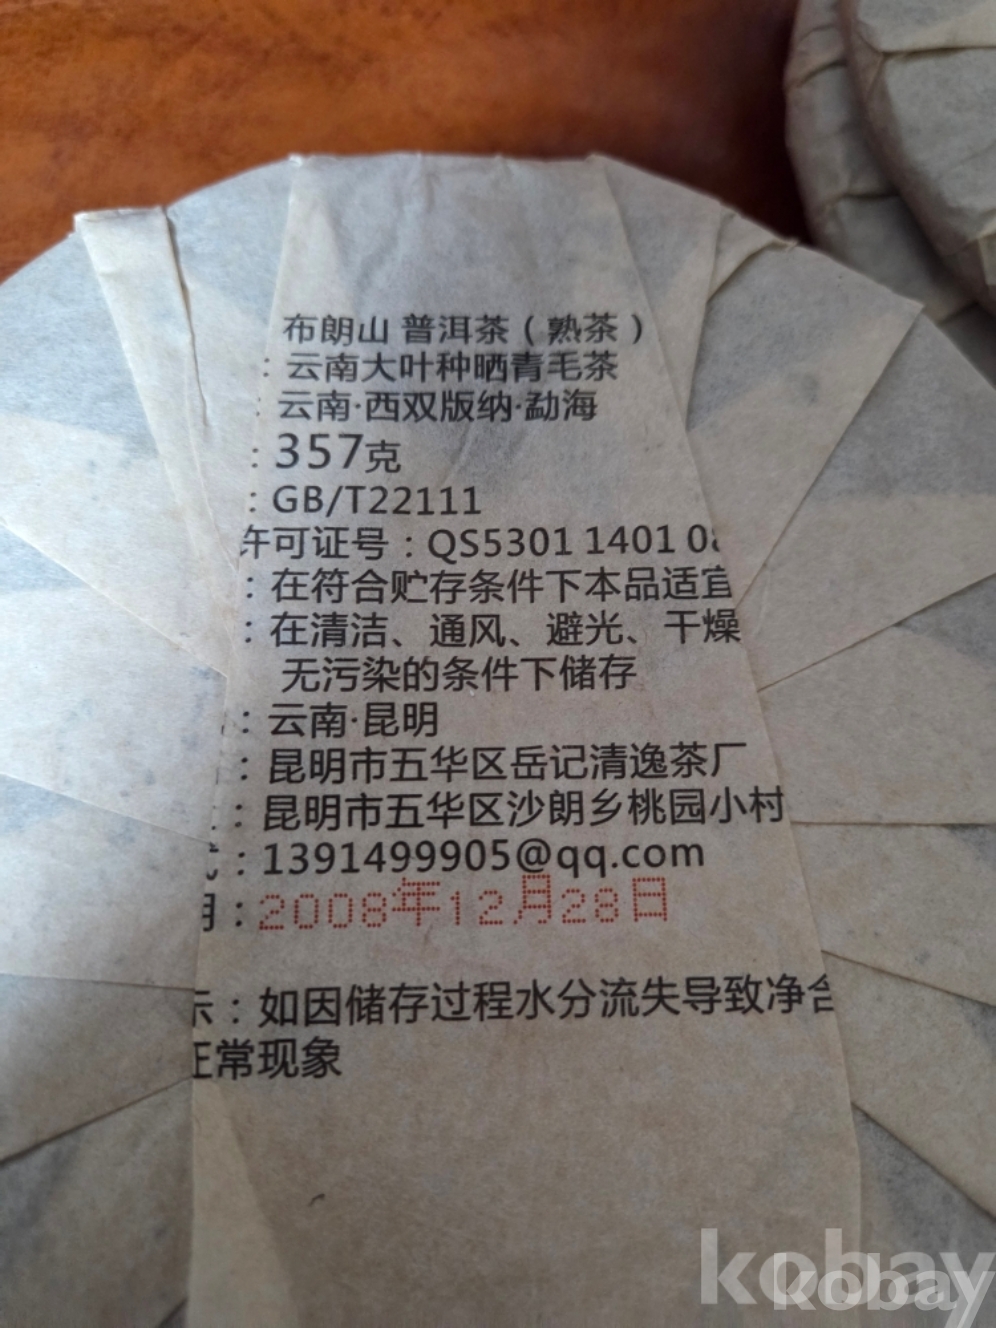 布朗山 普洱茶（熟茶）
：云南大叶种晒青毛茶
：云南·西双版纳·勐海
：357克
：GB/T22111
许可证号：QS5301 1401 0
：在符合贮存条件下本品适宜
：在清洁、通风、避光、干燥
无污染的条件下储存
：云南·昆明
：昆明市五华区岳记清逸茶厂
：昆明市五华区沙朗乡桃园小村
：1391499905@qq.com
期：2008年12月28日
示：如因储存过程水分流失导致净含
正常现象
kobay
kobay